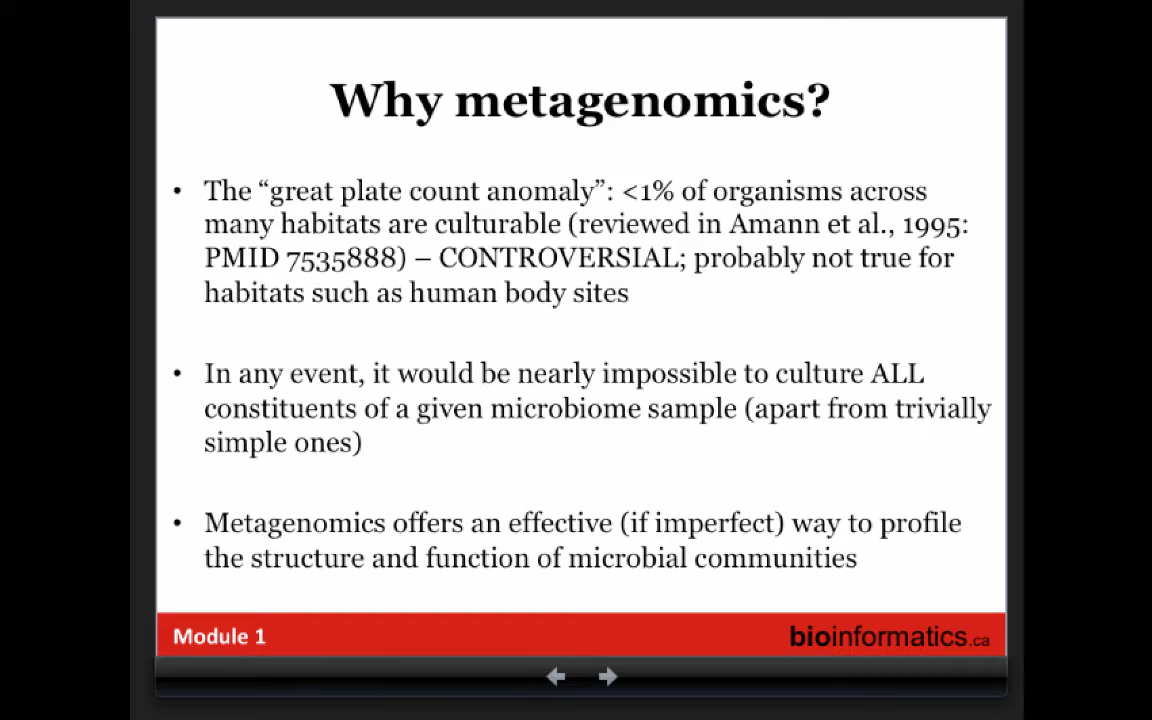 Why metagenomics?
• The “great plate count anomaly”: <1% of organisms across
many habitats are culturable (reviewed in Amann et al., 1995:
PMID 7535888) – CONTROVERSIAL; probably not true for
habitats such as human body sites
• In any event, it would be nearly impossible to culture ALL
constituents of a given microbiome sample (apart from trivially
simple ones)
• Metagenomics offers an effective (if imperfect) way to profile
the structure and function of microbial communities
Module 1
bioinformatics.ca